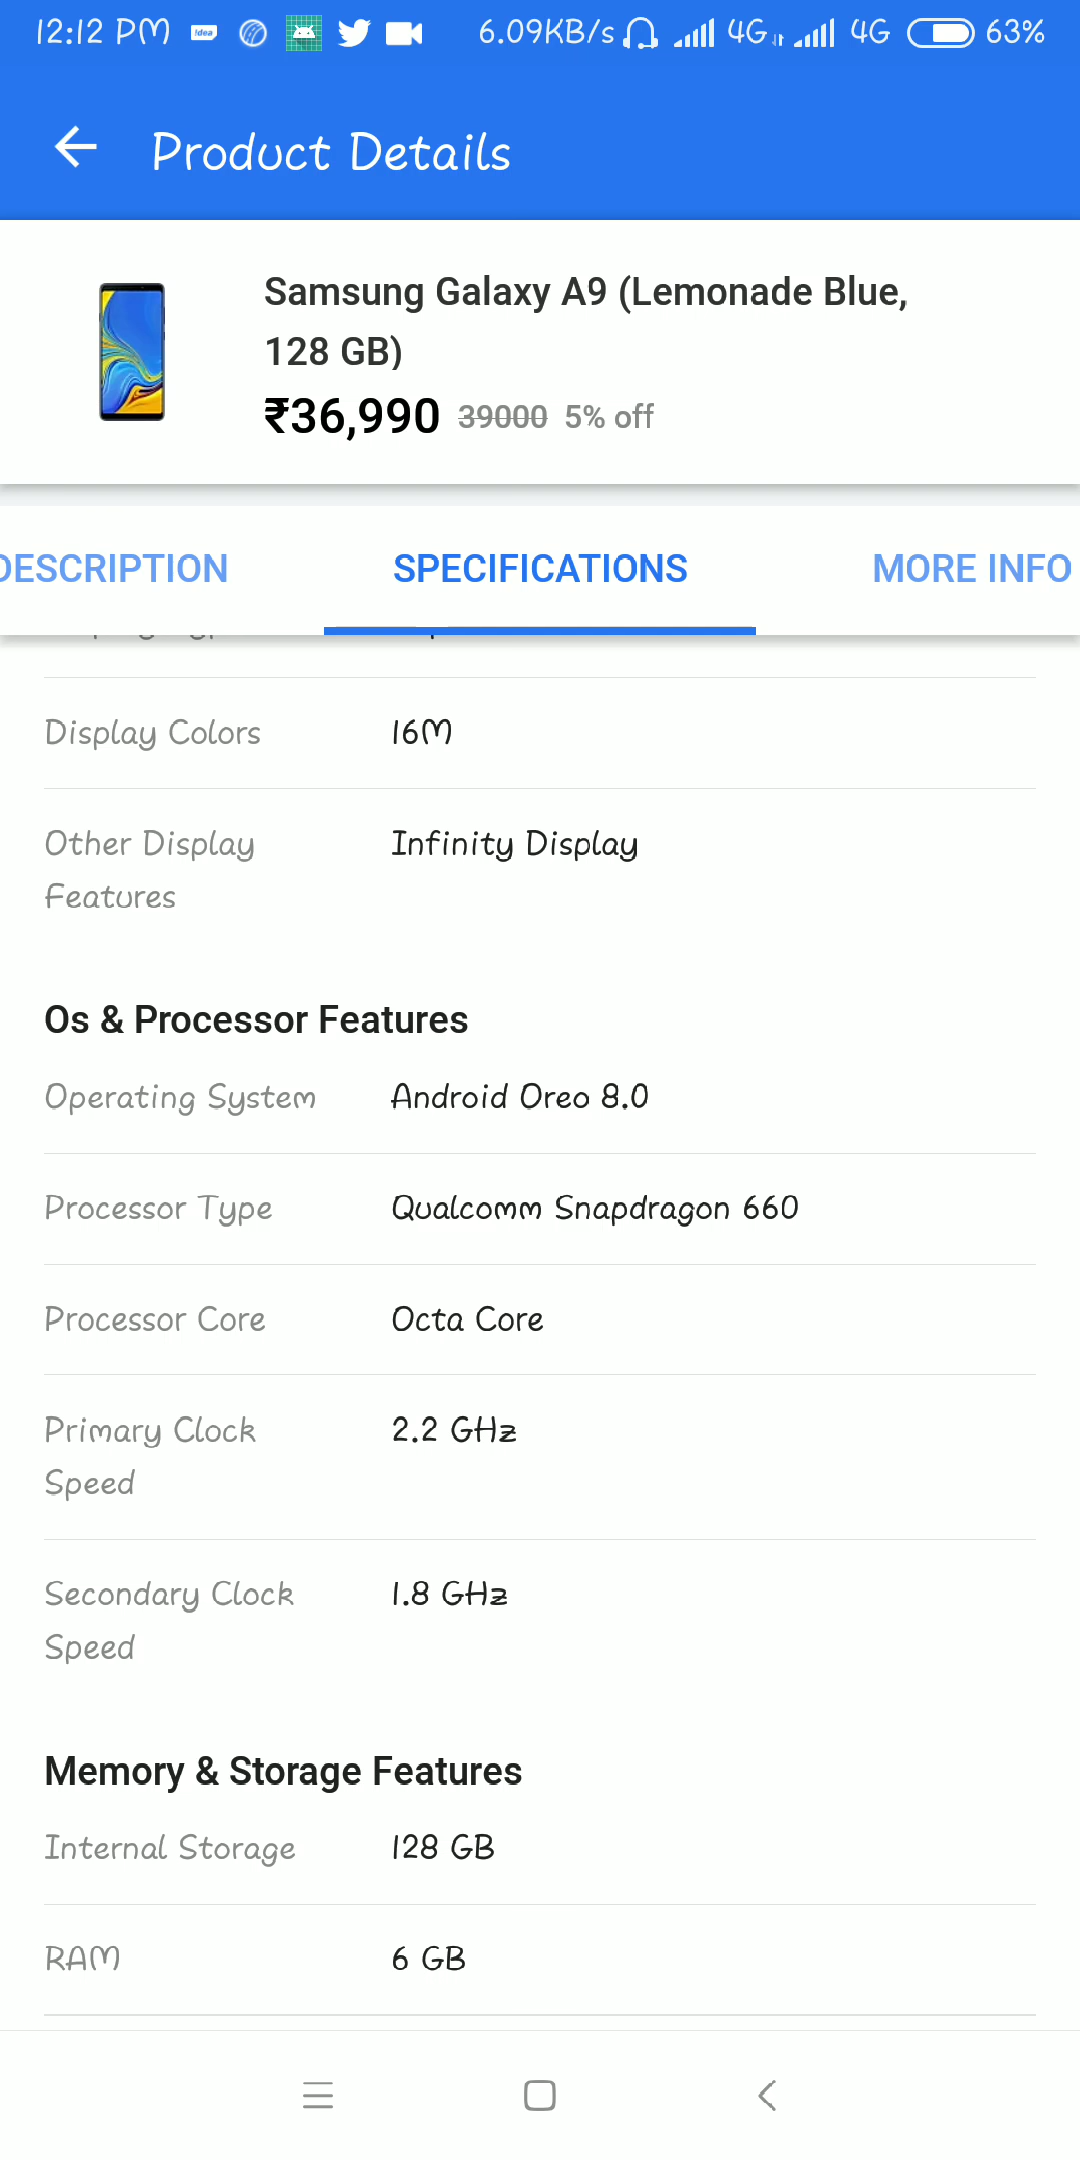 12:12 PM !dea 6.09KB/s 4G 4G 63%
Product Details
Samsung Galaxy A9 (Lemonade Blue,
128 GB)
₹36,990 39000 5% off
DESCRIPTION SPECIFICATIONS MORE INFO
Display Colors 16M
Other Display Infinity Display
Features
Os & Processor Features
Operating System Android Oreo 8.0
Processor Type Qualcomm Snapdragon 660
Processor Core Octa Core
Primary Clock 2.2 GHz
Speed
Secondary Clock 1.8 GHz
Speed
Memory & Storage Features
Internal Storage 128 GB
RAM 6 GB